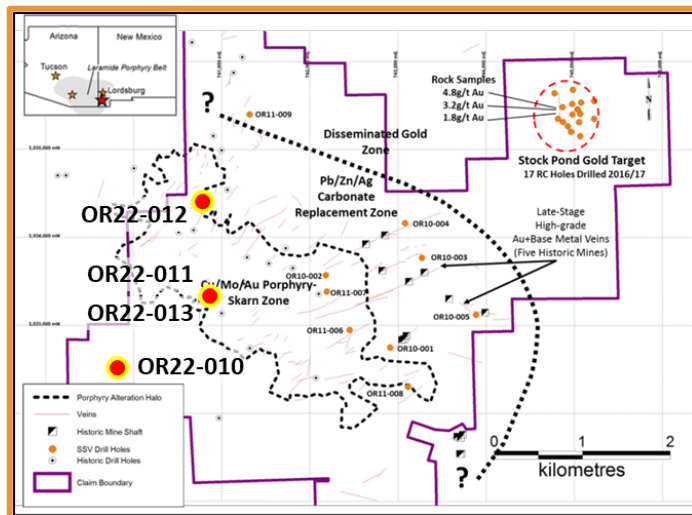 Arizona
New Mexico
Tucson
Laramide Porphyry Belt
Lordsburg
OR11-009
?
Disseminated Gold
Zone
Rock Samples
4.8g/t Au
3.2g/t Au
1.8g/t Au
N
Stock Pond Gold Target
17 RC Holes Drilled 2016/17
3,535,000 mN
Pb/Zn/Ag
Carbonate
Replacement Zone
OR22-012
OR10-004
Late-Stage
High-grade
Au+Base Metal Veins
(Five Historic Mines)
OR10-003
OR22-011
OR10-002
Cu/Mo/Au Porphyry-
Skarn Zone
OR11-007
OR22-013
OR10-005
OR11-006
OR10-001
OR22-010
OR11-008
Porphyry Alteration Halo
Veins
Historic Mine Shaft
SSV Drill Holes
Historic Drill Holes
Claim Boundary
?
0 1 2
kilometres